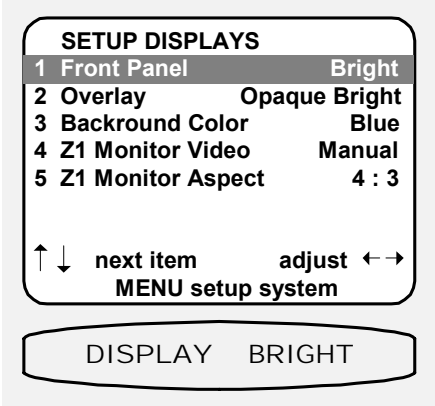 SETUP DISPLAYS
1 Front Panel Bright
2 Overlay Opaque Bright
3 Backround Color Blue
4 Z1 Monitor Video Manual
5 Z1 Monitor Aspect 4 : 3
↑↓ next item adjust ←→
MENU setup system
DISPLAY BRIGHT